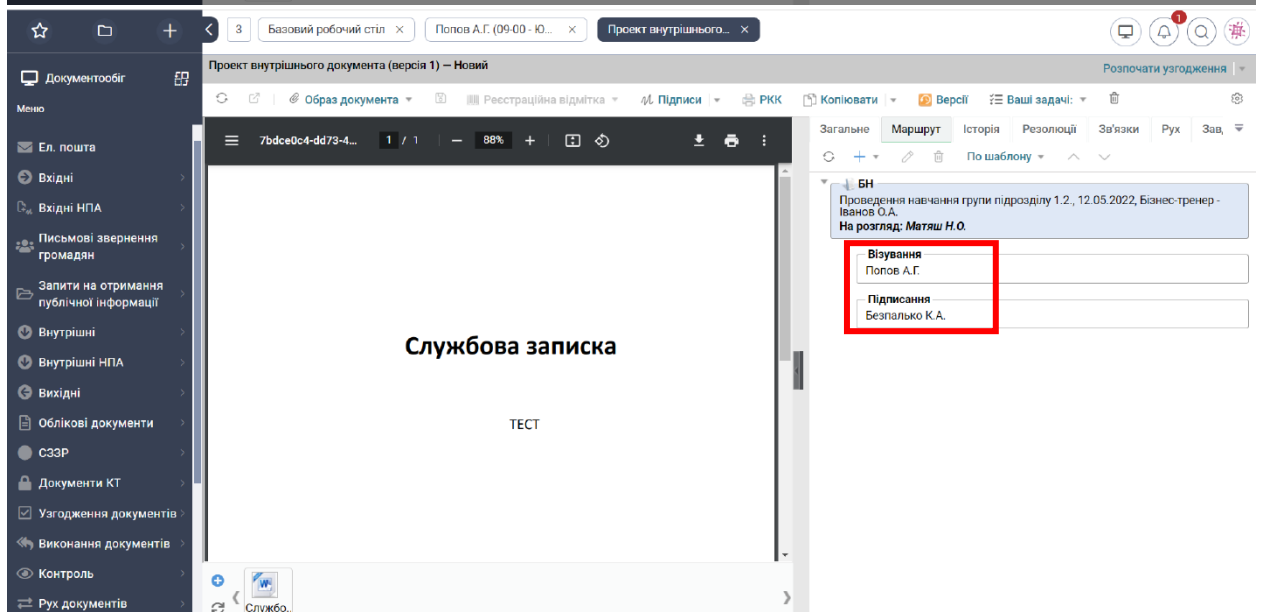 3
Базовий робочий стіл ×
Попов А.Г. (09-00 - Ю... ×
Проект внутрішнього... ×
1
Документообіг
Меню
Ел. пошта
Вхідні
Вхідні НПА
Письмові звернення
громадян
Запити на отримання
публічної інформації
Внутрішні
Внутрішні НПА
Вихідні
Облікові документи
СЗЗР
Документи КТ
Узгодження документів
Виконання документів
Контроль
Рух документів
Проект внутрішнього документа (версія 1) — Новий
Розпочати узгодження
Образ документа
Реєстраційна відмітка
Підписи
РКК
Копіювати
Версії
Ваші задачі:
7bdce0c4-dd73-4... 1 / 1 — 88% +
Службова записка
ТЕСТ
Службо..
Загальне Маршрут Історія Резолюції Зв'язки Рух Зав,
По шаблону
БН
Проведення навчання групи підрозділу 1.2., 12.05.2022, Бізнес-тренер -
Іванов О.А.
На розгляд: Матяш Н.О.
Візування
Попов А.Г.
Підписання
Безпалько К.А.